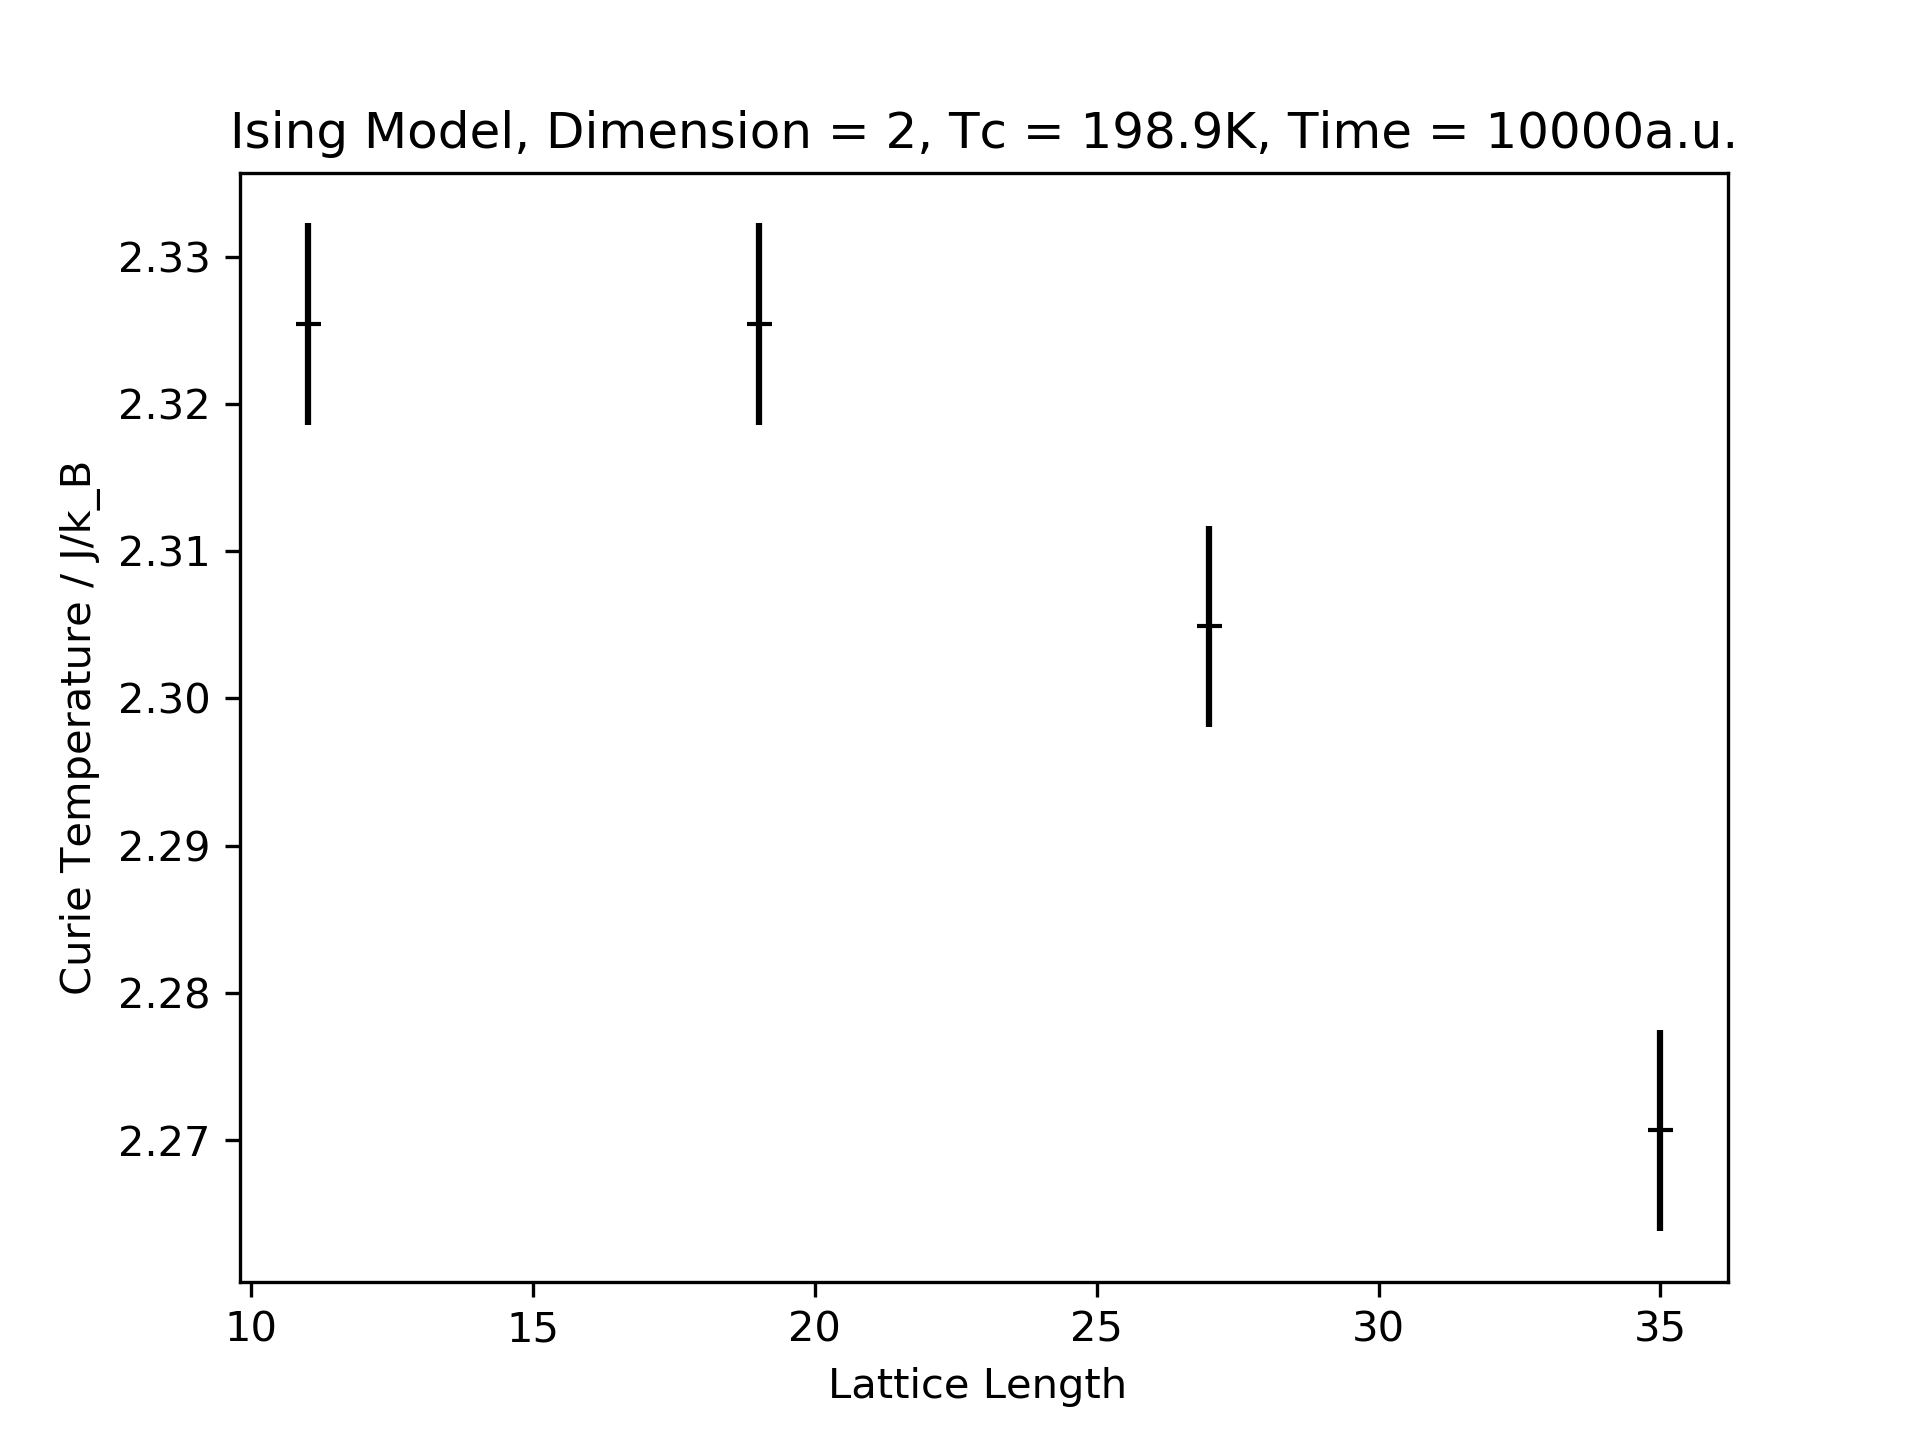 Ising Model, Dimension = 2, Tc = 198.9K, Time = 10000a.u.
Curie Temperature / J/k_B
2.33
2.32
2.31
2.30
2.29
2.28
2.27
10 15 20 25 30 35
Lattice Length